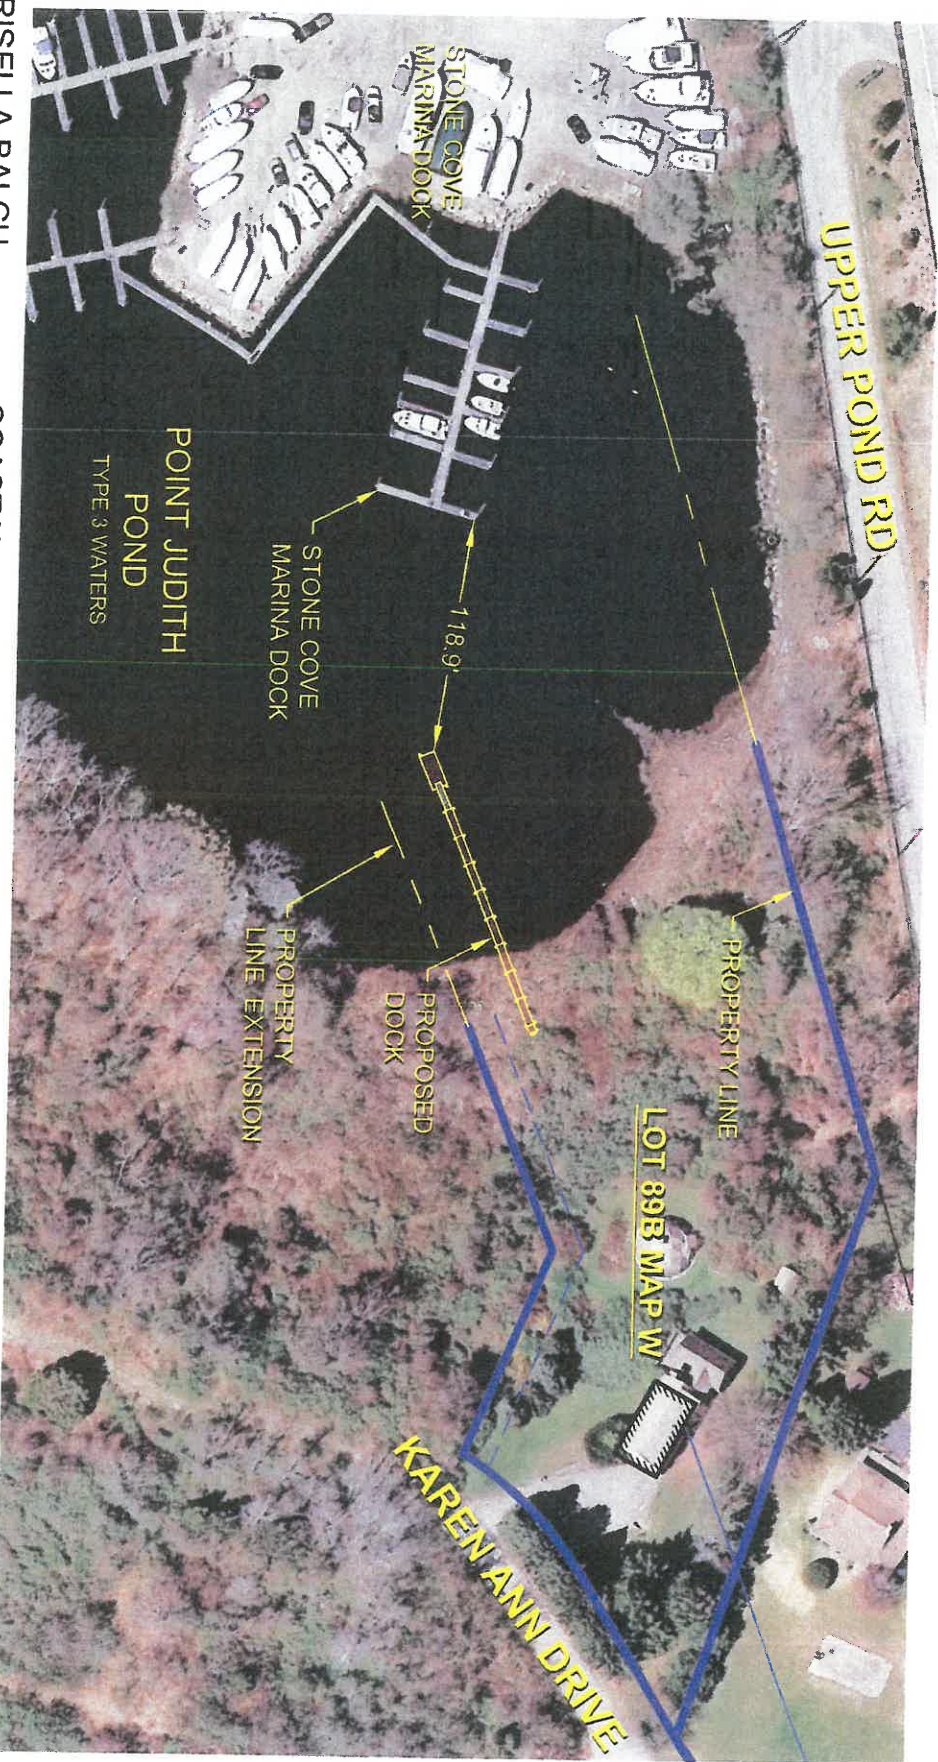 UPPER POND RD
STONE COVE
MARINA DOCK
118.9'
STONE COVE
MARINA DOCK
POINT JUDITH
POND
TYPE 3 WATERS
PROPERTY LINE
PROPOSED
DOCK
PROPERTY
LINE EXTENSION
LOT 89B MAP W
KAREN ANN DRIVE